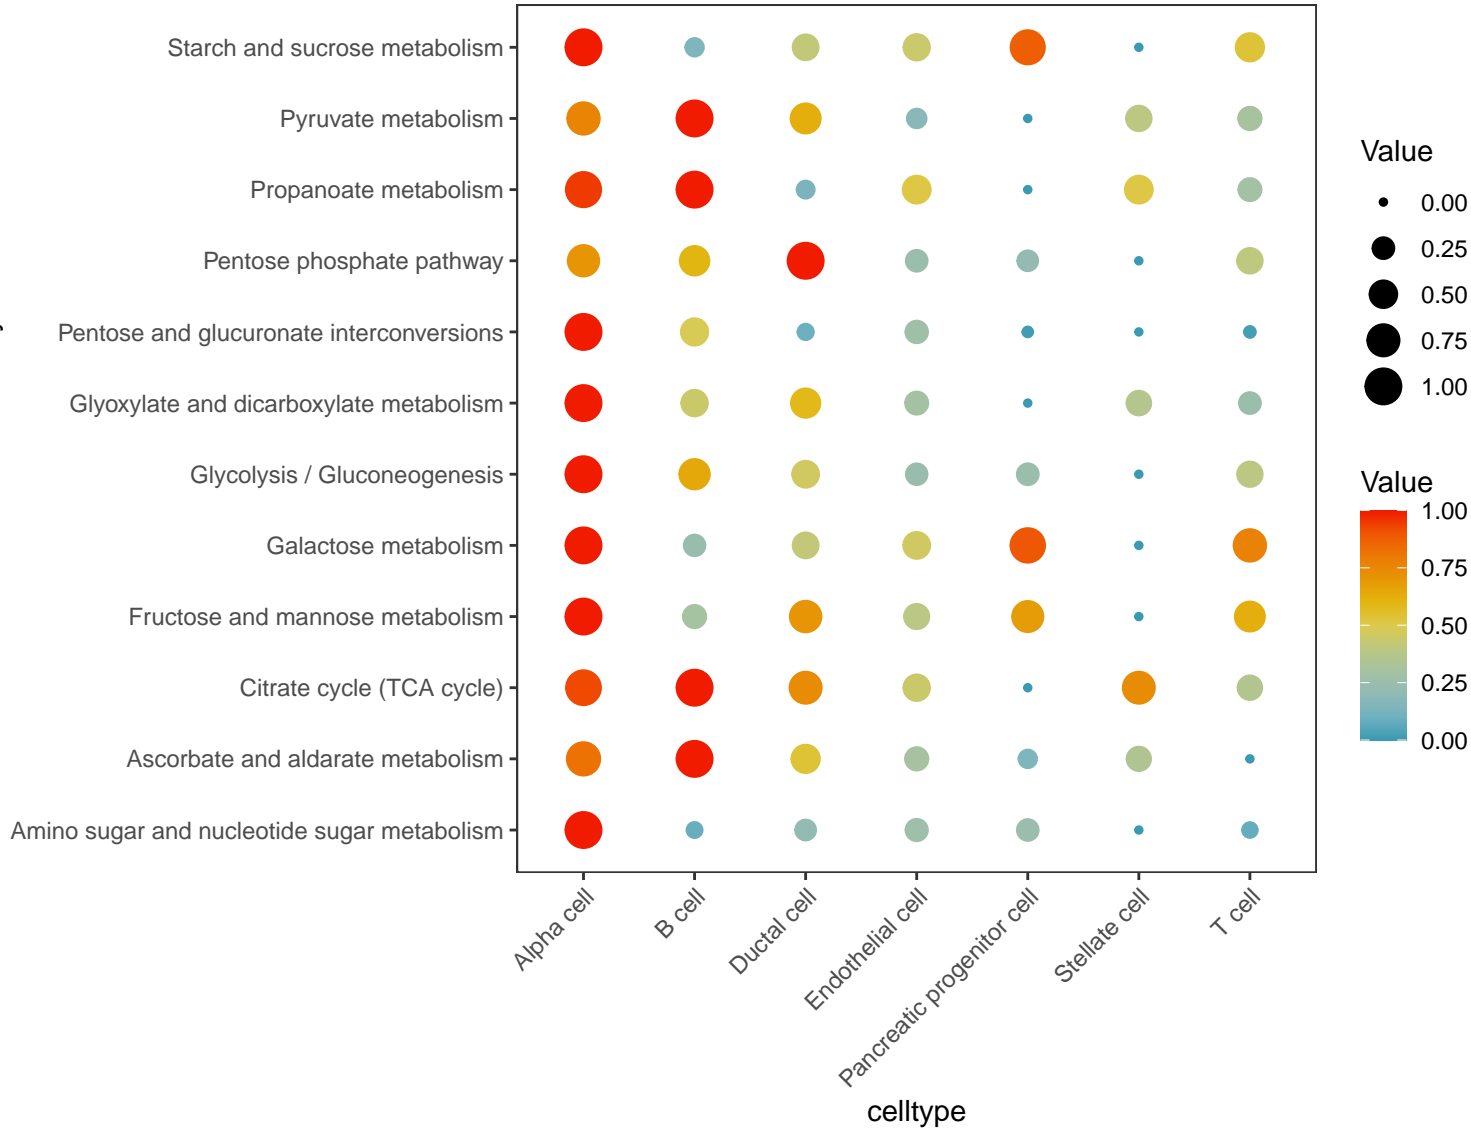 Starch and sucrose metabolism
Pyruvate metabolism
Propanoate metabolism
Pentose phosphate pathway
Pentose and glucuronate interconversions
Glyoxylate and dicarboxylate metabolism
Glycolysis / Gluconeogenesis
Galactose metabolism
Fructose and mannose metabolism
Citrate cycle (TCA cycle)
Ascorbate and aldarate metabolism
Amino sugar and nucleotide sugar metabolism
Alpha cell
B cell
Ductal cell
Endothelial cell
Pancreatic progenitor cell
Stellate cell
T cell
celltype
Value
0.00
0.25
0.50
0.75
1.00
Value
1.00
0.75
0.50
0.25
0.00